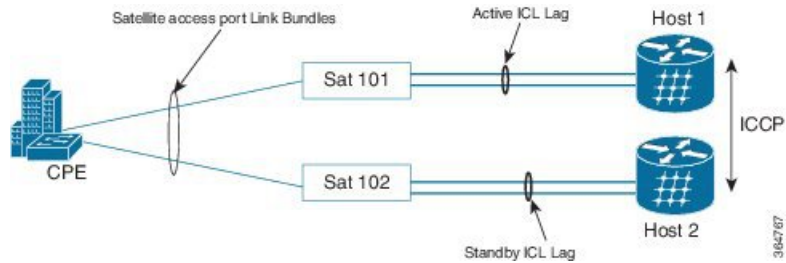 Satellite access port Link Bundles
Active ICL Lag
Host 1
Sat 101
ICCP
CPE
Sat 102
Host 2
Standby ICL Lag
364767